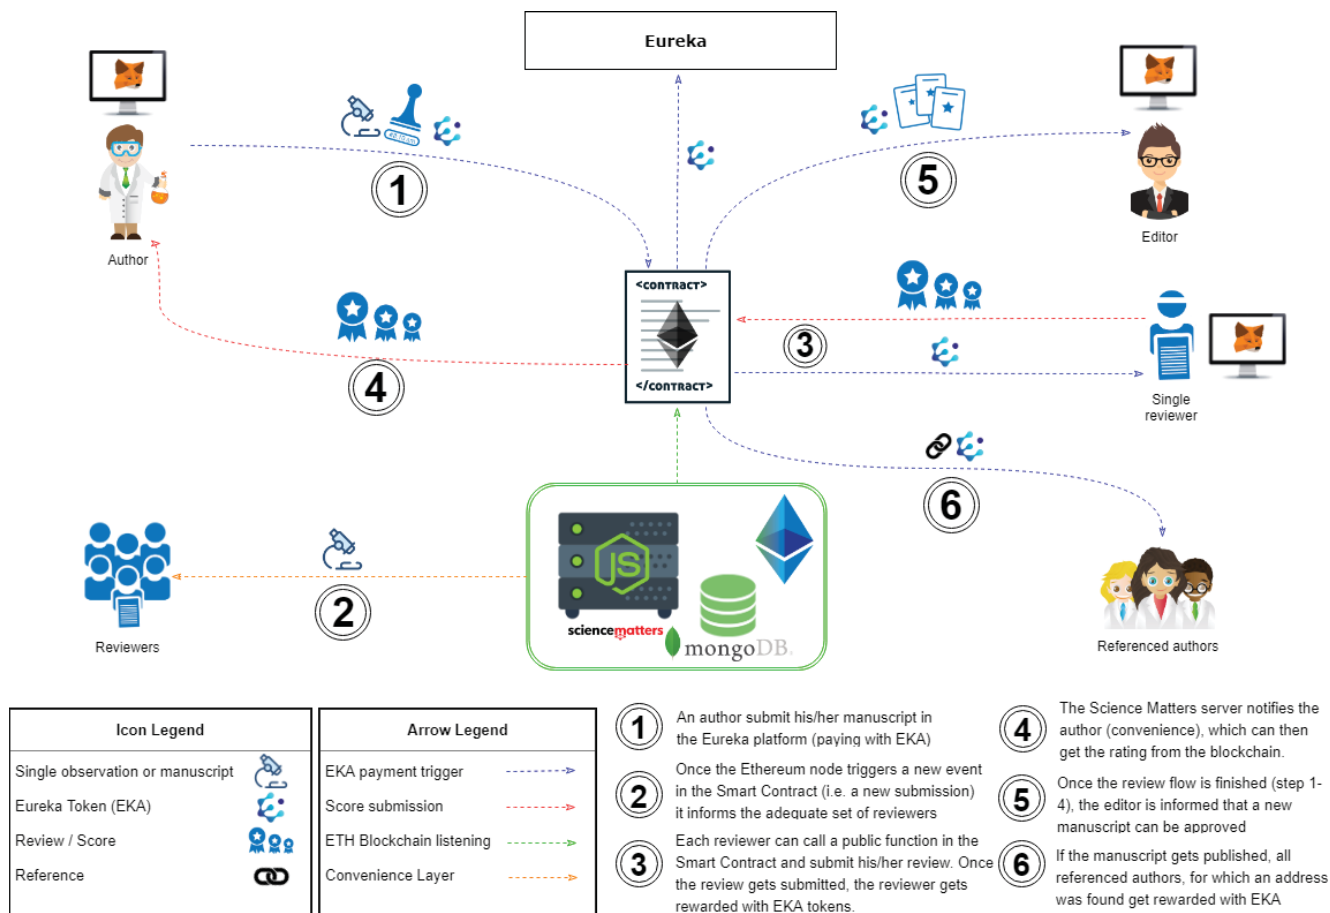 Eureka
1
5
Author
Editor
<CONTRACT>
</CONTRACT>
3
4
Single
reviewer
6
JS
sciencematters
mongoDB
2
Reviewers
Referenced authors
Icon Legend
Single observation or manuscript
Eureka Token (EKA)
Review / Score
Reference
Arrow Legend
EKA payment trigger
Score submission
ETH Blockchain listening
Convenience Layer
1
An author submit his/her manuscript in
the Eureka platform (paying with EKA)
2
Once the Ethereum node triggers a new event
in the Smart Contract (i.e. a new submission)
it informs the adequate set of reviewers
3
Each reviewer can call a public function in the
Smart Contract and submit his/her review. Once
the review gets submitted, the reviewer gets
rewarded with EKA tokens.
4
The Science Matters server notifies the
author (convenience), which can then
get the rating from the blockchain.
5
Once the review flow is finished (step 1-
4), the editor is informed that a new
manuscript can be approved
6
If the manuscript gets published, all
referenced authors, for which an address
was found get rewarded with EKA